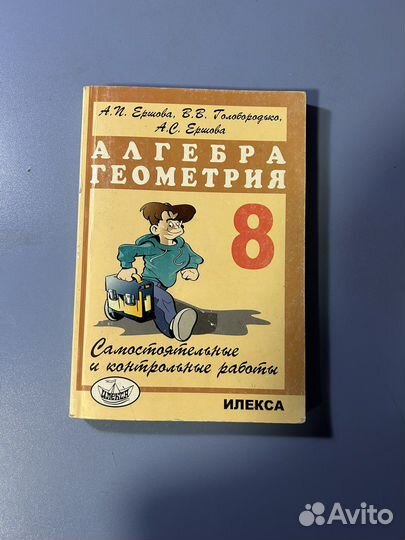 А.П. Ершова, В.В. Голобородько,
А.С. Ершова
АЛГЕБРА
ГЕОМЕТРИЯ
8
Самостоятельные
и контрольные работы
ИЛЕКСА
ИЛЕКСА
Avito